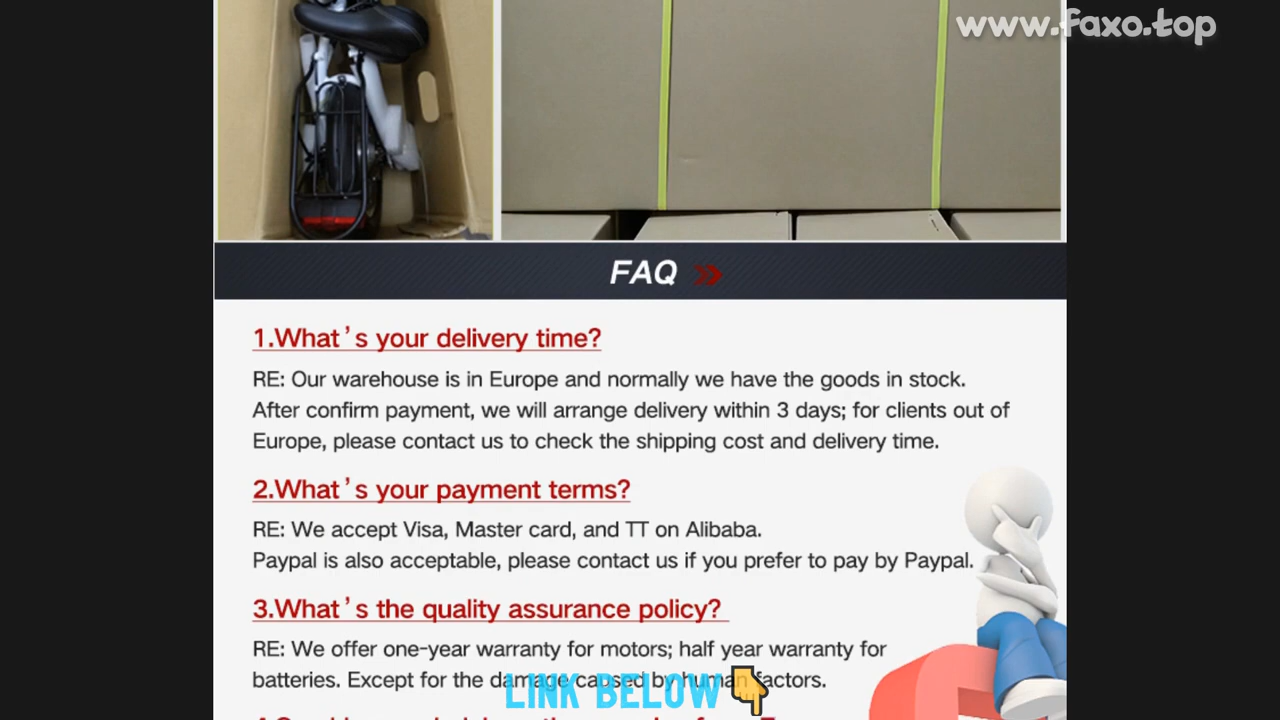 www.faxo.top
FAQ
1.What's your delivery time?
RE: Our warehouse is in Europe and normally we have the goods in stock.
After confirm payment, we will arrange delivery within 3 days; for clients out of
Europe, please contact us to check the shipping cost and delivery time.
2.What's your payment terms?
RE: We accept Visa, Master card, and TT on Alibaba.
Paypal is also acceptable, please contact us if you prefer to pay by Paypal.
3.What's the quality assurance policy?
RE: We offer one-year warranty for motors; half year warranty for
batteries. Except for the damage caused by human factors.
LINK BELOW